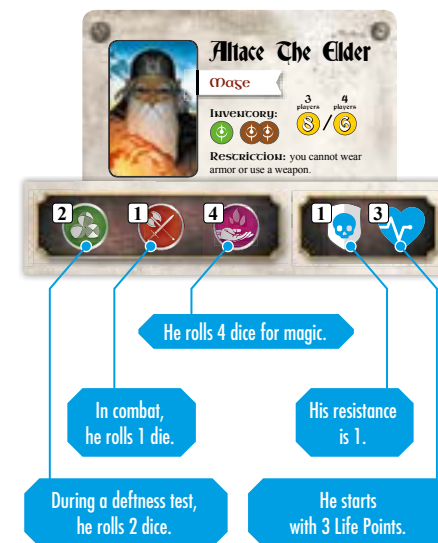 Altace The Elder
Mage
Inventory:
3 players
4 players
8 / 6
Restriction: you cannot wear
armor or use a weapon.
2
1
4
1
3
He rolls 4 dice for magic.
In combat,
he rolls 1 die.
His resistance
is 1.
During a deftness test,
he rolls 2 dice.
He starts
with 3 Life Points.